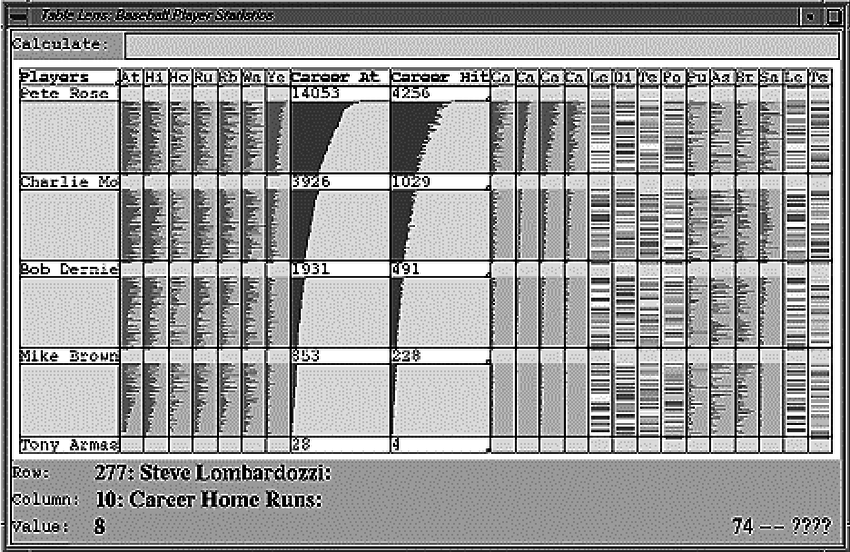 Table Lens: Baseball Player Statistics
Calculate:
Players At Hi Ho Ru Rb Wa Ye Career At Career Hit Ca Ca Ca Ca Le Di Te Po Pu As Er Sa Le Te
Pete Rose 14053 4256
Charlie Mo 3926 1029
Bob Dernie 1931 491
Mike Brown 853 228
Tony Armas 28 4
Row: 277: Steve Lombardozzi:
Column: 10: Career Home Runs:
Value: 8 74 -- ????